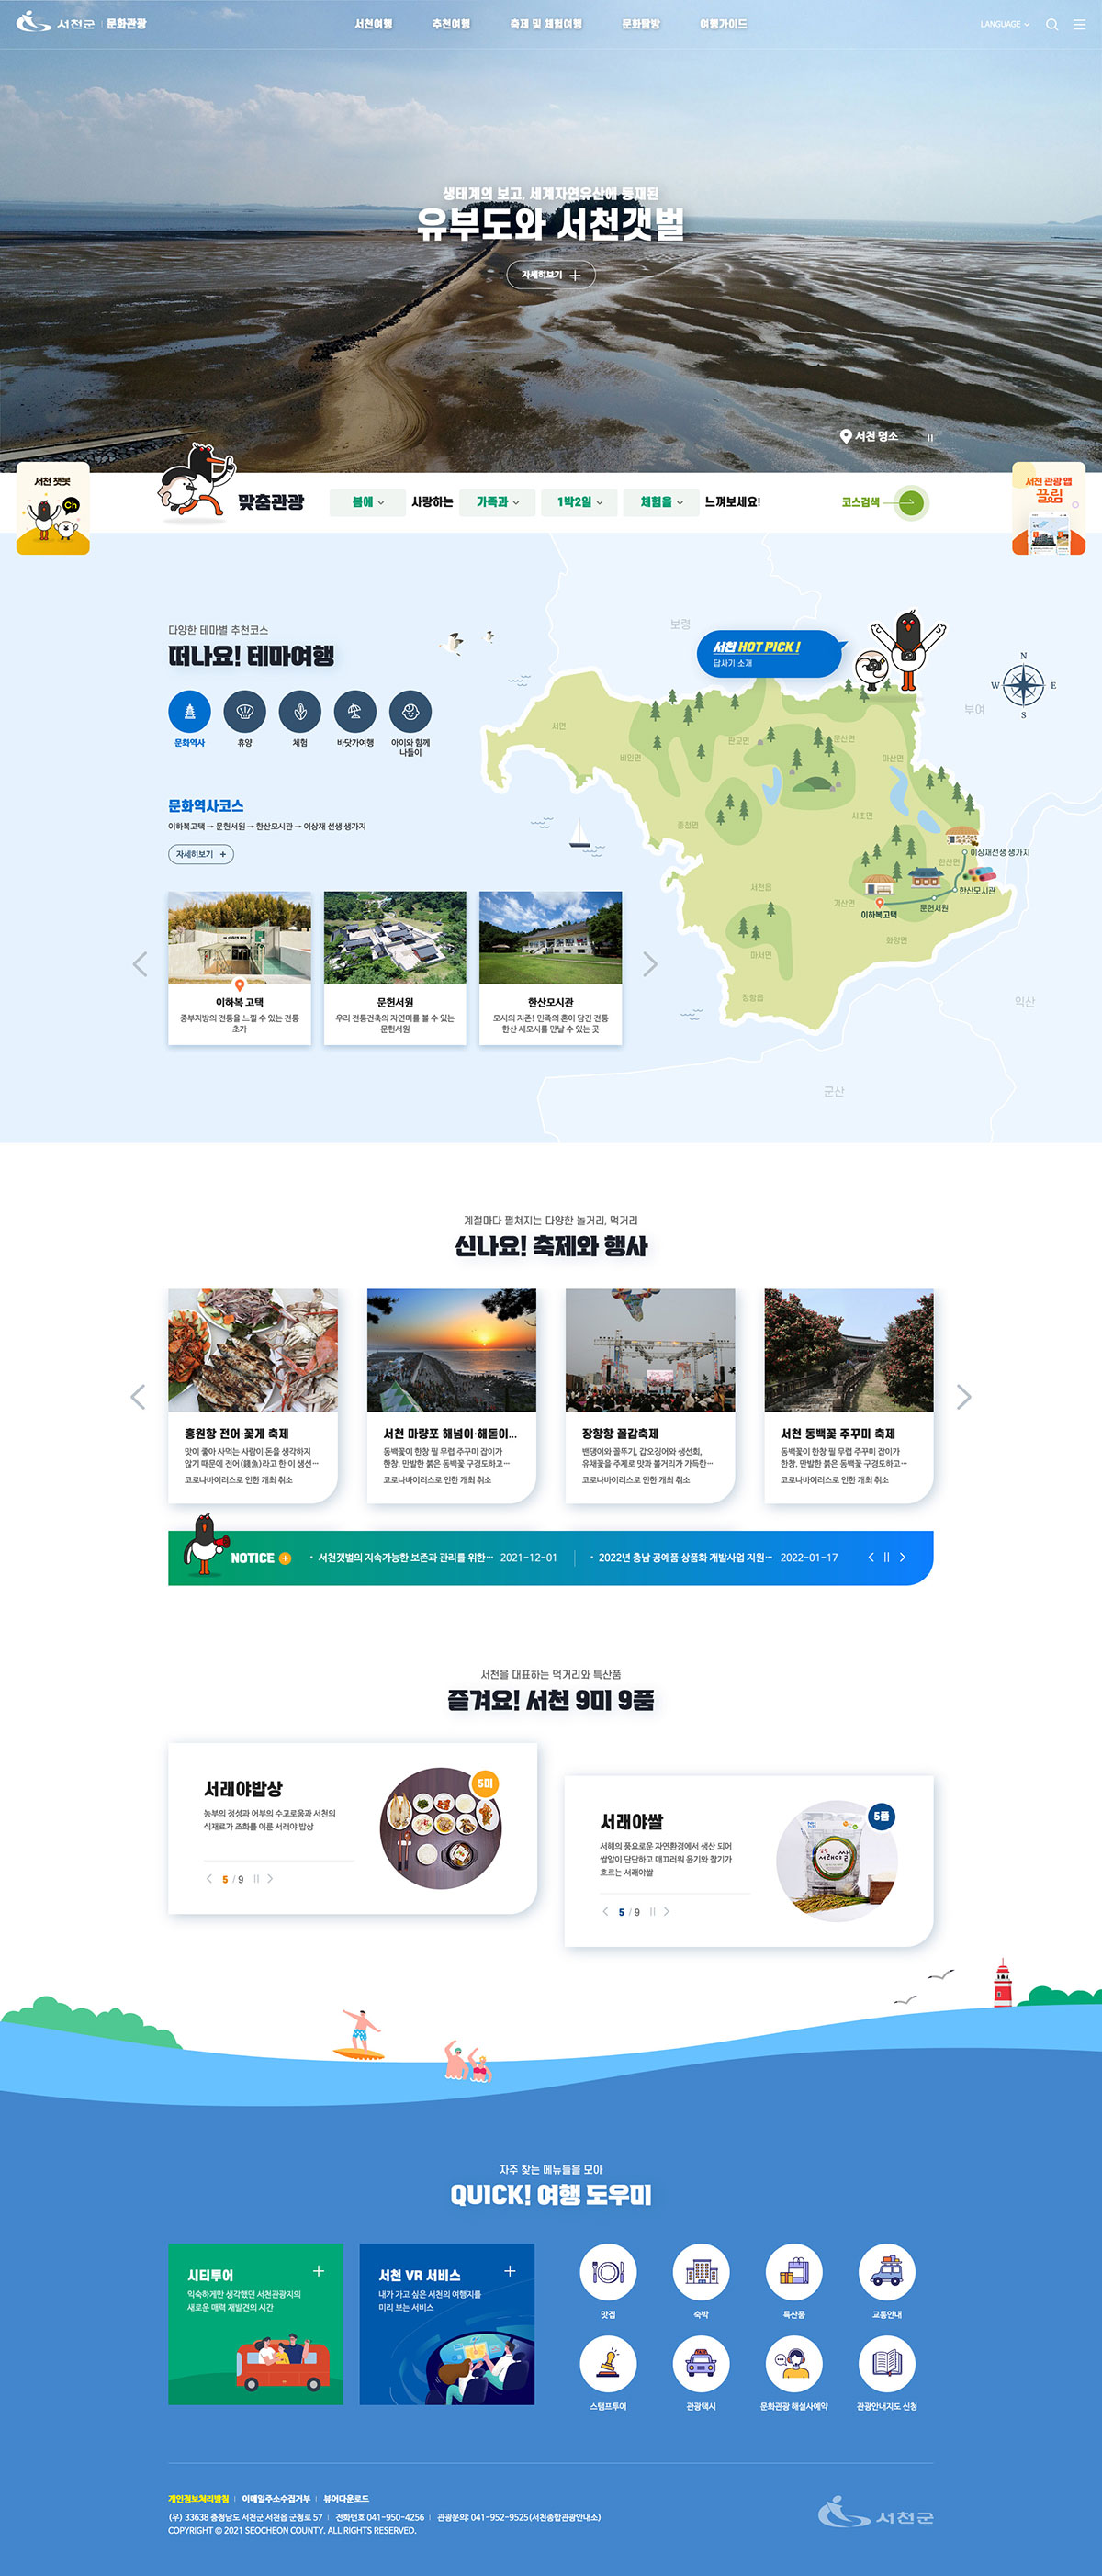 서천군 문화관광
서천여행 추천여행 축제 및 체험여행 문화탐방 여행가이드
LANGUAGE
생태계의 보고, 세계자연유산에 등재된
유부도와 서천갯벌
자세히보기
서천 명소
서천 챗봇
Ch
맞춤관광 봄에 사랑하는 가족과 1박2일 체험을 느껴보세요! 코스검색
서천 관광 앱
끌림
다양한 테마별 추천코스
떠나요! 테마여행
문화역사 휴양 체험 바닷가여행 아이와 함께
나들이
문화역사코스
이하복고택 → 문헌서원 → 한산모시관 → 이상재 선생 생가지
자세히보기 +
이하복 고택
중부지방의 전통을 느낄 수 있는 전통
초가
문헌서원
우리 전통건축의 자연미를 볼 수 있는
문헌서원
한산모시관
모시의 지존! 민족의 혼이 담긴 전통
한산 세모시를 만날 수 있는 곳
보령
서천 HOT PICK !
답사기 소개
N
W E
S
부여
서면
비인면
판교면
문산면
마산면
종천면
시초면
한산면
이상재선생 생가지
한산모시관
문헌서원
이하복고택
기산면
서천읍
화양면
마서면
장항읍
익산
군산
계절마다 펼쳐지는 다양한 놀거리, 먹거리
신나요! 축제와 행사
홍원항 전어·꽃게 축제
맛이 좋아 사먹는 사람이 돈을 생각하지
않기 때문에 전어(錢魚)라고 한 이 생선…
코로나바이러스로 인한 개최 취소
서천 마량포 해넘이·해돋이...
동백꽃이 한창 필 무렵 주꾸미 잡이가
한창. 만발한 붉은 동백꽃 구경도하고…
코로나바이러스로 인한 개최 취소
장항항 꼴갑축제
밴댕이와 꼴뚜기, 갑오징어와 생선회,
유채꽃을 주제로 맛과 볼거리가 가득한…
코로나바이러스로 인한 개최 취소
서천 동백꽃 주꾸미 축제
동백꽃이 한창 필 무렵 주꾸미 잡이가
한창. 만발한 붉은 동백꽃 구경도하고…
코로나바이러스로 인한 개최 취소
NOTICE + · 서천갯벌의 지속가능한 보존과 관리를 위한… 2021-12-01 · 2022년 충남 공예품 상품화 개발사업 지원… 2022-01-17
서천을 대표하는 먹거리와 특산품
즐겨요! 서천 9미 9품
서래야밥상
농부의 정성과 어부의 수고로움과 서천의
식재료가 조화를 이룬 서래야 밥상
5 / 9
5미
서래야쌀
서해의 풍요로운 자연환경에서 생산 되어
쌀알이 단단하고 매끄러워 윤기와 찰기가
흐르는 서래야쌀
5 / 9
5품
서래야 쌀
자주 찾는 메뉴들을 모아
QUICK! 여행 도우미
시티투어
익숙하게만 생각했던 서천관광지의
새로운 매력 재발견의 시간
서천 VR 서비스
내가 가고 싶은 서천의 여행지를
미리 보는 서비스
맛집 숙박 특산품 교통안내
스탬프투어 관광택시 문화관광 해설사예약 관광안내지도 신청
개인정보처리방침 이메일주소수집거부 뷰어다운로드
(우) 33638 충청남도 서천군 서천읍 군청로 57 전화번호 041-950-4256 관광문의: 041-952-9525(서천종합관광안내소)
COPYRIGHT © 2021 SEOCHEON COUNTY. ALL RIGHTS RESERVED.
서천군